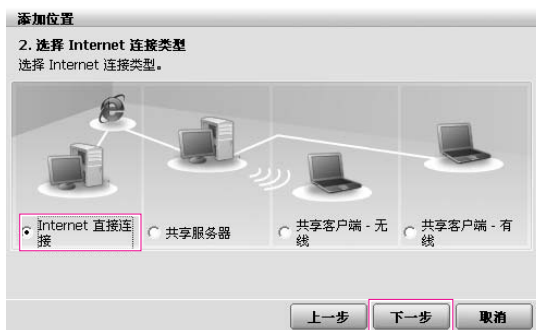 添加位置
2. 选择 Internet 连接类型
选择 Internet 连接类型。
Internet 直接连
接
共享服务器
共享客户端 - 无
线
共享客户端 - 有
线
上一步 下一步 取消